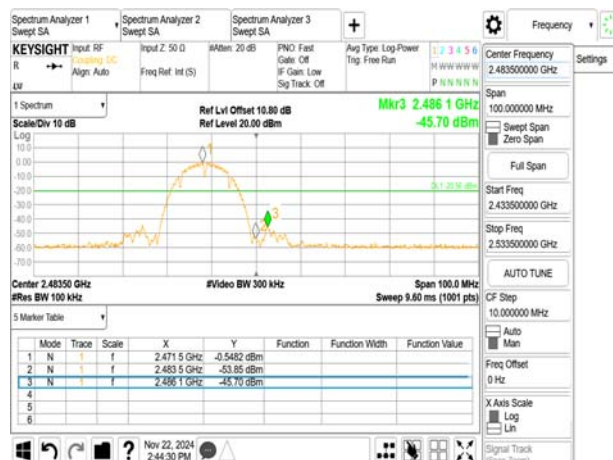 Spectrum Analyzer 1
Swept SA
Spectrum Analyzer 2
Swept SA
Spectrum Analyzer 3
Swept SA
Frequency
KEYSIGHT
R
Input: RF
Coupling: DC
Align: Auto
Input Z: 50 Ω
Freq Ref: Int (S)
#Atten: 20 dB
PNO: Fast
Gate: Off
IF Gain: Low
Sig Track: Off
Avg Type: Log-Power
Trig: Free Run
1 2 3 4 5 6
M W W W W W
P N N N N N
1 Spectrum
Scale/Div 10 dB
Ref Lvl Offset 10.80 dB
Ref Level 20.00 dBm
Mkr3 2.486 1 GHz
-45.70 dBm
Log
10.0
0.00
-10.0
-20.0
-30.0
-40.0
-50.0
-60.0
-70.0
1
3
Center 2.48350 GHz
#Res BW 100 kHz
#Video BW 300 kHz
Span 100.0 MHz
Sweep 9.60 ms (1001 pts)
5 Marker Table
Mode Trace Scale X Y Function Function Width Function Value
1 N 1 f 2.471 5 GHz -0.5482 dBm
2 N 1 f 2.483 5 GHz -53.85 dBm
3 N 1 f 2.486 1 GHz -45.70 dBm
4
5
6
Nov 22, 2024
2:44:30 PM
Center Frequency
2.483500000 GHz
Settings
Span
100.000000 MHz
Swept Span
Zero Span
Full Span
Start Freq
2.433500000 GHz
Stop Freq
2.533500000 GHz
AUTO TUNE
CF Step
10.000000 MHz
Auto
Man
Freq Offset
0 Hz
X Axis Scale
Log
Lin
Signal Track